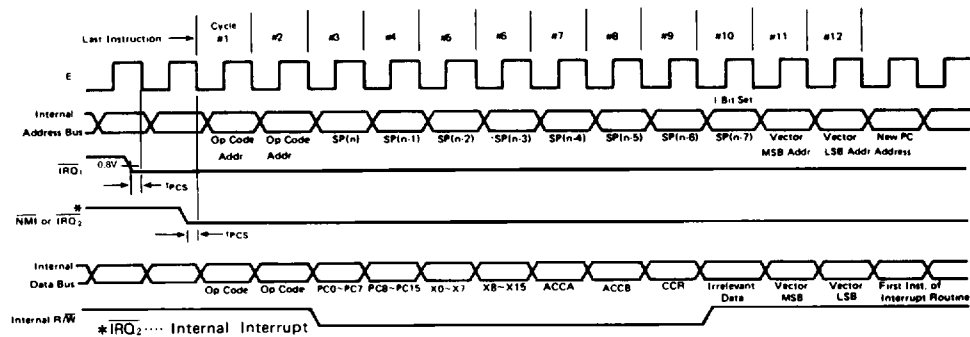 Last Instruction
Cycle
#1 #2 #3 #4 #5 #6 #7 #8 #9 #10 #11 #12
E
I Bit Set
Internal
Address Bus
Op Code
Addr
Op Code
Addr
SP(n) SP(n-1) SP(n-2) SP(n-3) SP(n-4) SP(n-5) SP(n-6) SP(n-7)
Vector
MSB Addr
Vector
LSB Addr
New PC
Address
0.8V
IRQ₁
tPCS
*
NMI or IRQ₂
tPCS
Internal
Data Bus
Op Code Op Code PC0~PC7 PC8~PC15 X0~X7 X8~X15 ACCA ACCB CCR
Irrelevant
Data
Vector
MSB
Vector
LSB
First Inst. of
Interrupt Routine
Internal R/W
*IRQ₂···· Internal Interrupt